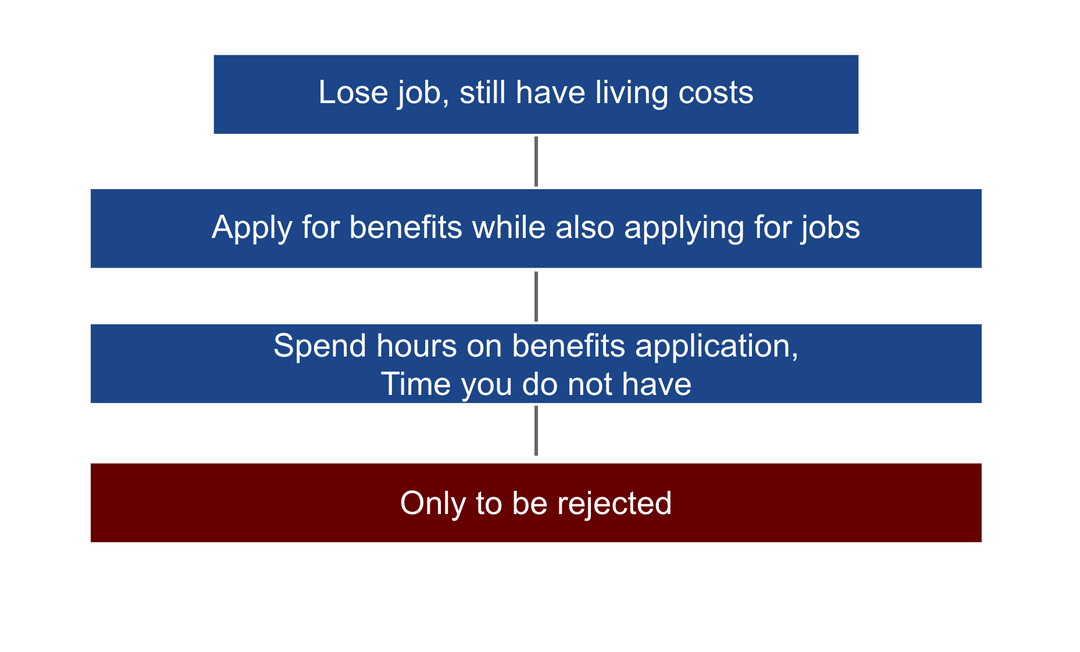 Lose job, still have living costs
Apply for benefits while also applying for jobs
Spend hours on benefits application,
Time you do not have
Only to be rejected